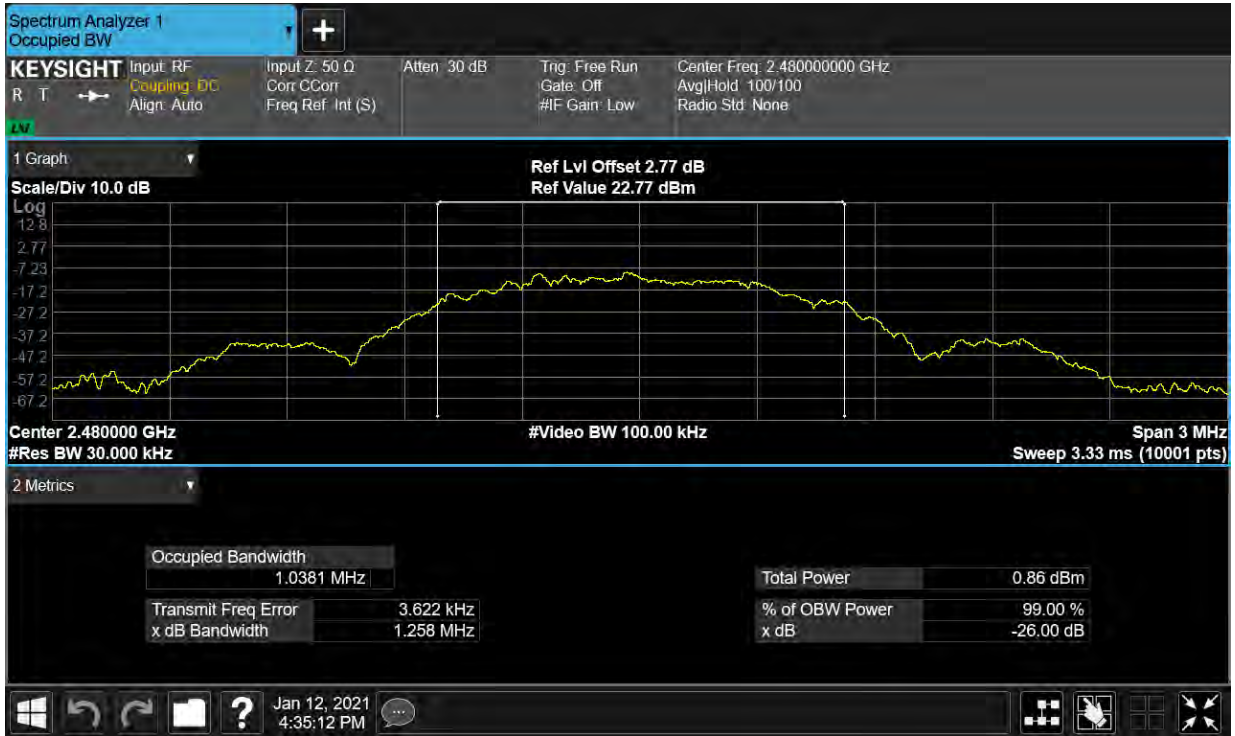 Spectrum Analyzer 1
Occupied BW
KEYSIGHT
R T
LXI
Input: RF
Coupling: DC
Align: Auto
Input Z: 50 Ω
Corr CCorr
Freq Ref: Int (S)
Atten: 30 dB
Trig: Free Run
Gate: Off
#IF Gain: Low
Center Freq: 2.480000000 GHz
Avg|Hold: 100/100
Radio Std: None
1 Graph
Scale/Div 10.0 dB
Ref Lvl Offset 2.77 dB
Ref Value 22.77 dBm
Log
12.8
2.77
-7.23
-17.2
-27.2
-37.2
-47.2
-57.2
-67.2
Center 2.480000 GHz
#Res BW 30.000 kHz
#Video BW 100.00 kHz
Span 3 MHz
Sweep 3.33 ms (10001 pts)
2 Metrics
Occupied Bandwidth
1.0381 MHz
Transmit Freq Error 3.622 kHz
x dB Bandwidth 1.258 MHz
Total Power 0.86 dBm
% of OBW Power 99.00 %
x dB -26.00 dB
?
Jan 12, 2021
4:35:12 PM